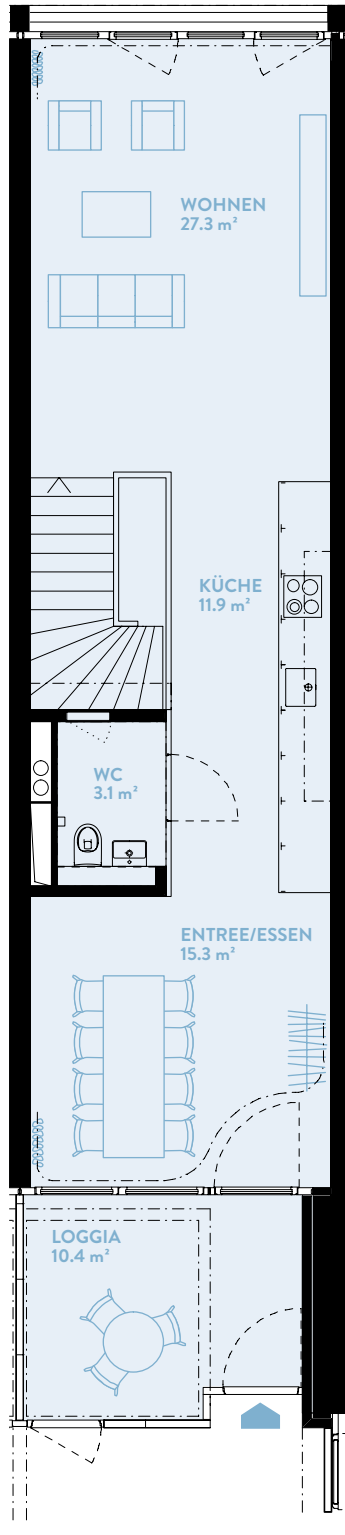 WOHNEN
27.3 m²
KÜCHE
11.9 m²
WC
3.1 m²
ENTREE/ESSEN
15.3 m²
LOGGIA
10.4 m²